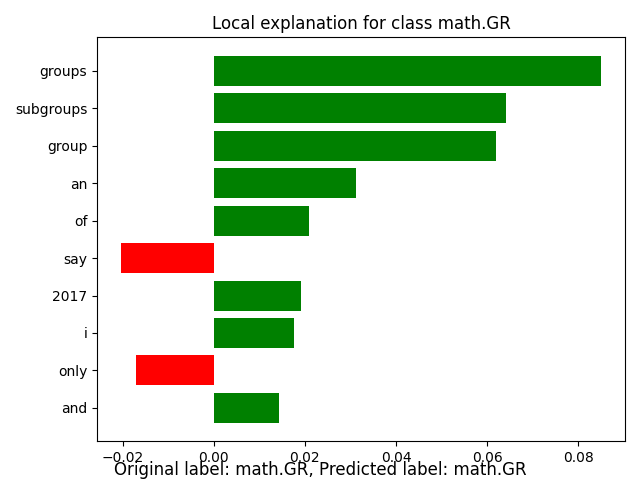 Local explanation for class math.GR
groups
subgroups
group
an
of
say
2017
i
only
and
−0.02 0.00 0.02 0.04 0.06 0.08
Original label: math.GR, Predicted label: math.GR